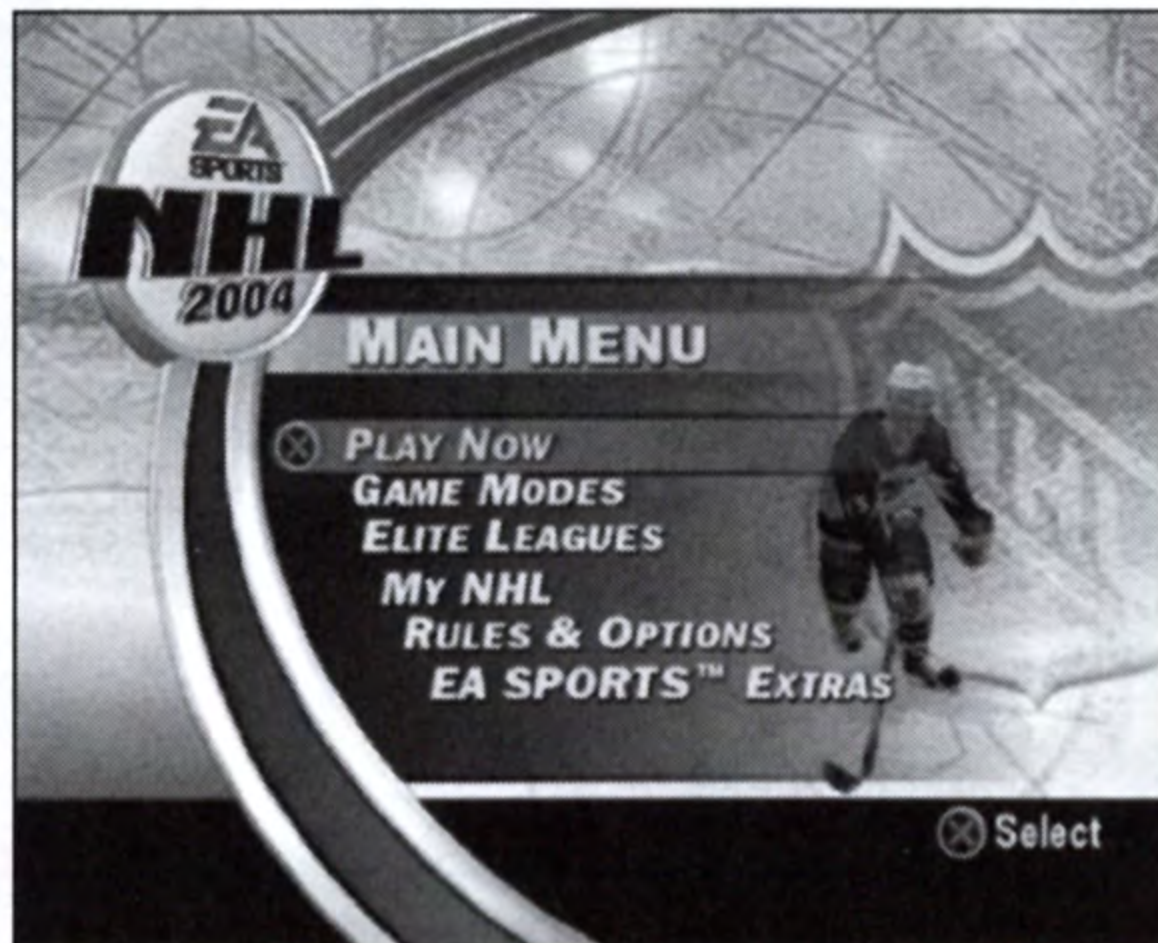 EA
SPORTS
NHL
2004
MAIN MENU
PLAY NOW
GAME MODES
ELITE LEAGUES
MY NHL
RULES & OPTIONS
EA SPORTS™ EXTRAS
Select